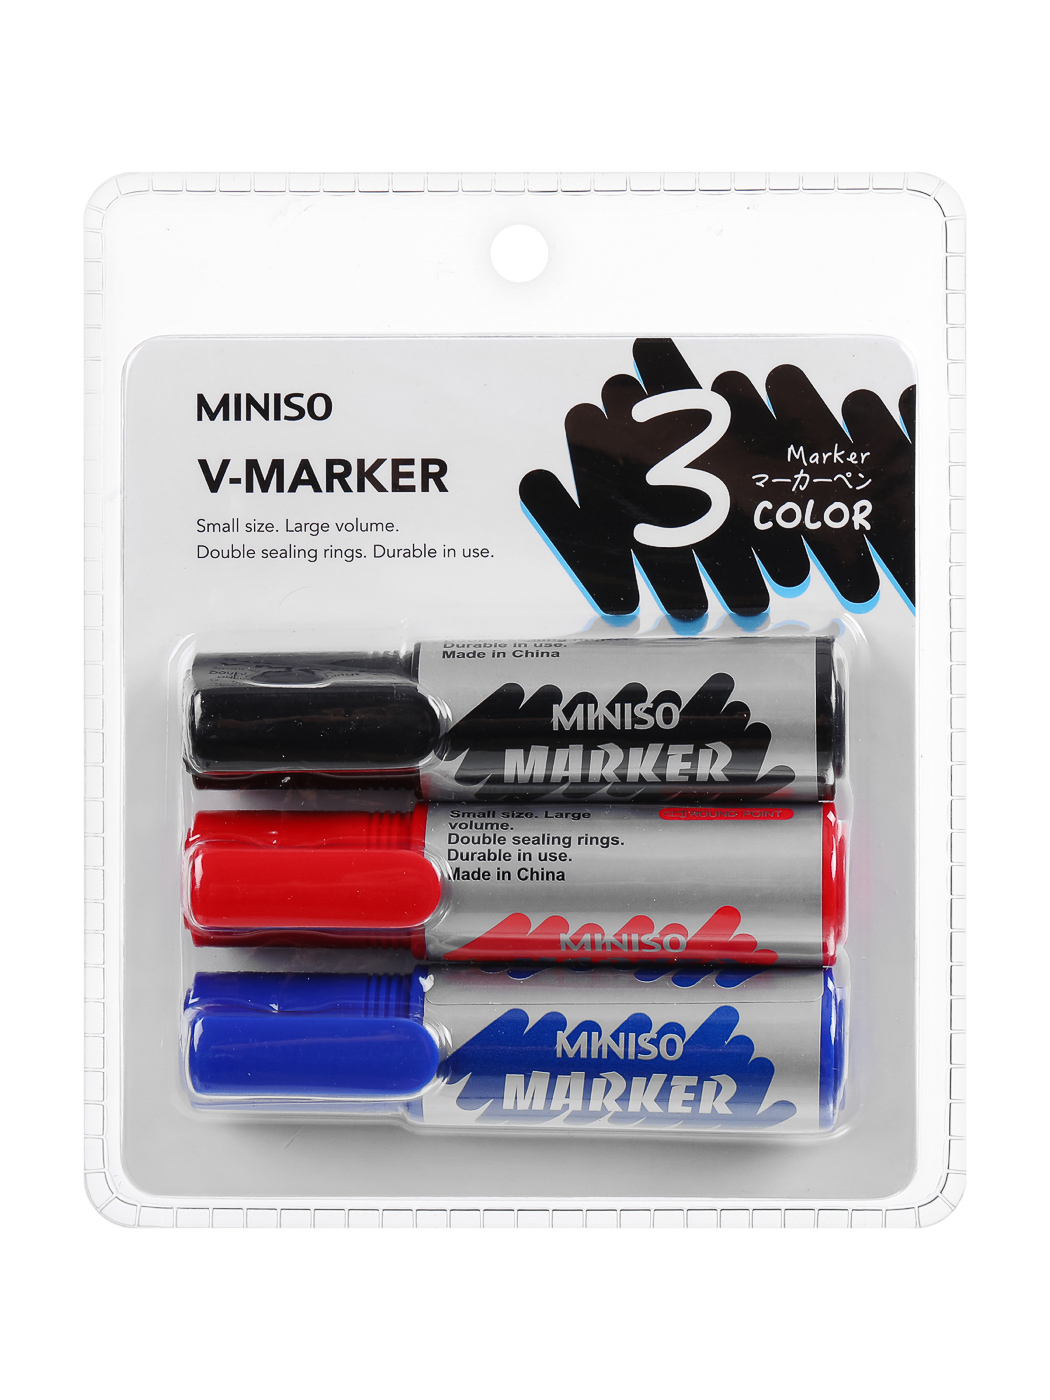 MINISO
V-MARKER
Small size. Large volume.
Double sealing rings. Durable in use.
3
Marker
マーカーペン
COLOR
Durable in use.
Made in China
MINISO
MARKER
Small size. Large
volume.
Double sealing rings.
Durable in use.
Made in China
ROUND POINT
MINISO
MINISO
MARKER